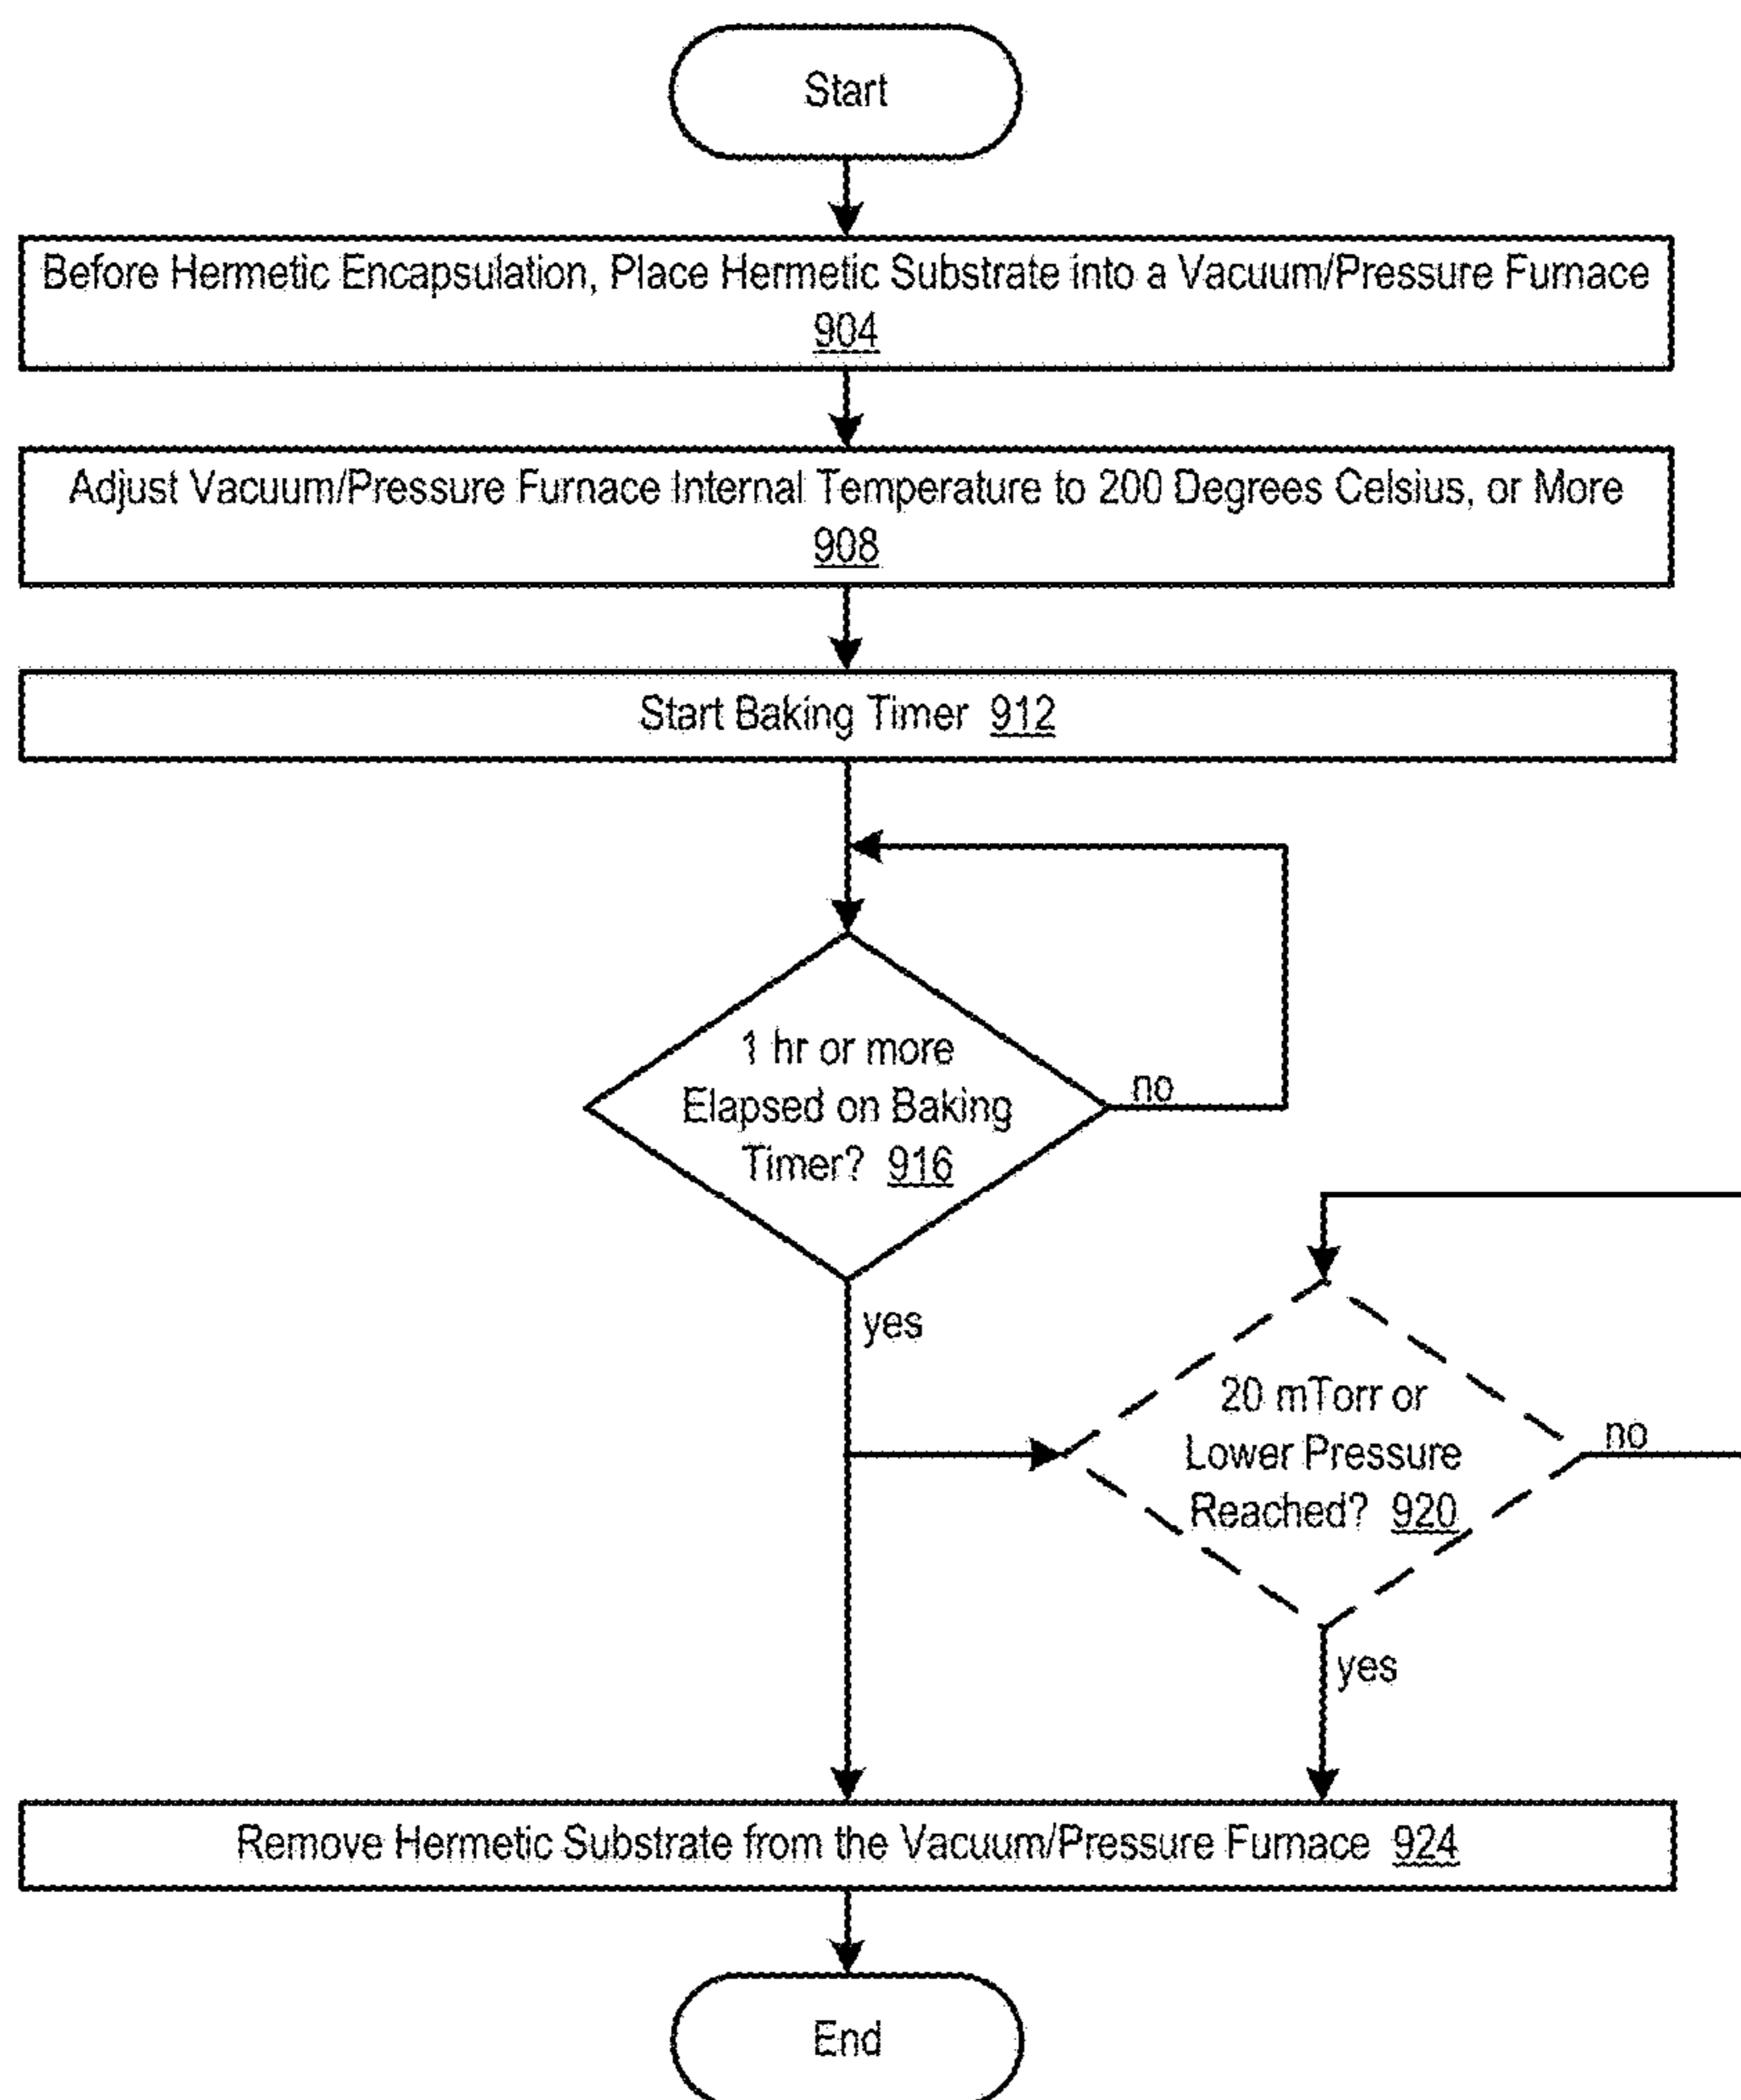 Start
Before Hermetic Encapsulation, Place Hermetic Substrate into a Vacuum/Pressure Furnace
904
Adjust Vacuum/Pressure Furnace Internal Temperature to 200 Degrees Celsius, or More
908
Start Baking Timer 912
1 hr or more
Elapsed on Baking
Timer? 916
no
yes
20 mTorr or
Lower Pressure
Reached? 920
no
yes
Remove Hermetic Substrate from the Vacuum/Pressure Furnace 924
End